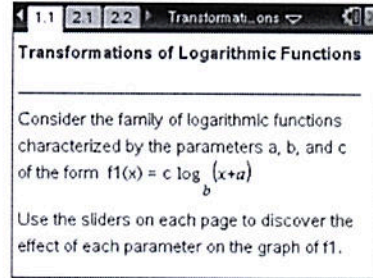 1.1 2.1 2.2 Transformati...ons
Transformations of Logarithmic Functions
Consider the family of logarithmic functions
characterized by the parameters a, b, and c
of the form f1(x) = c log_b (x+a)
Use the sliders on each page to discover the
effect of each parameter on the graph of f1.